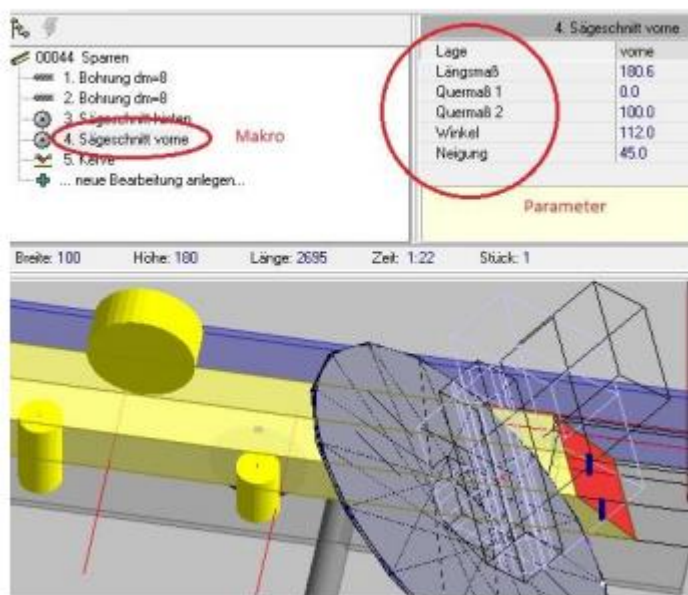 00044 Sparren
1. Bohrung dm=8
2. Bohrung dm=8
3. Sägeschnitt hinten
4. Sägeschnitt vorne
Makro
5. Kerve
... neue Bearbeitung anlegen...
4. Sägeschnitt vorne
Lage vorne
Längsmaß 180.6
Quermaß 1 0.0
Quermaß 2 100.0
Winkel 112.0
Neigung 45.0
Parameter
Breite: 100 Höhe: 180 Länge: 2695 Zeit: 1:22 Stück: 1